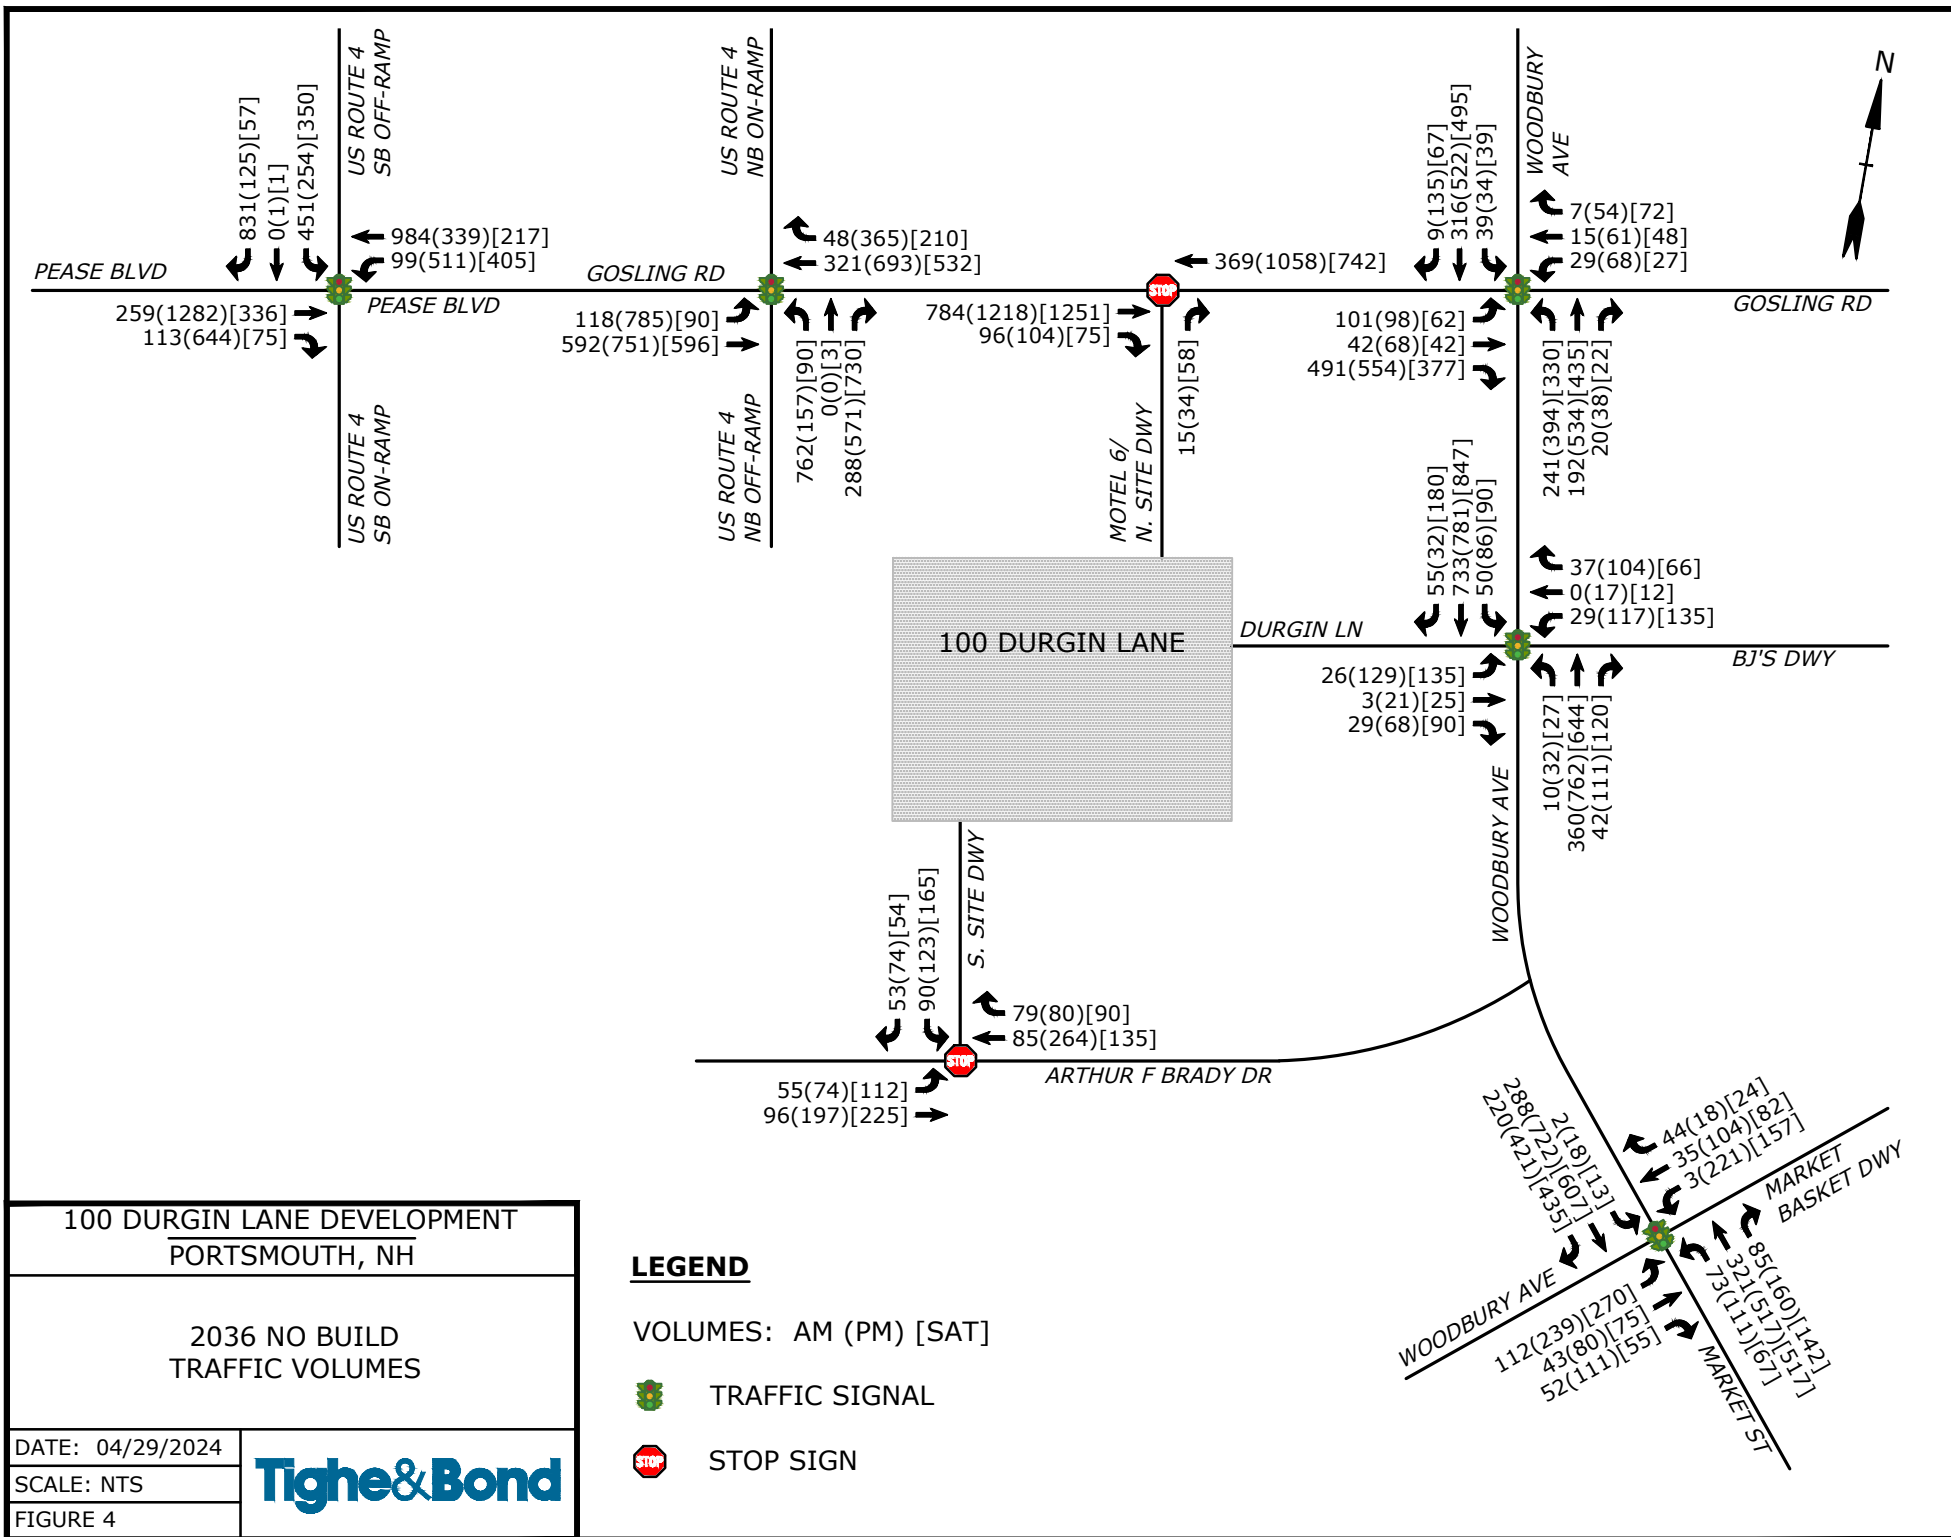 US ROUTE 4
SB OFF-RAMP
831(125)[57]
0(1)[1]
451(254)[350]
984(339)[217]
99(511)[405]
PEASE BLVD
PEASE BLVD
259(1282)[336]
113(644)[75]
US ROUTE 4
SB ON-RAMP
US ROUTE 4
NB ON-RAMP
48(365)[210]
321(693)[532]
GOSLING RD
118(785)[90]
592(751)[596]
762(157)[90]
0(0)[3]
288(571)[730]
US ROUTE 4
NB OFF-RAMP
369(1058)[742]
STOP
784(1218)[1251]
96(104)[75]
15(34)[58]
MOTEL 6/
N. SITE DWY
WOODBURY
AVE
9(135)[67]
316(522)[495]
39(34)[39]
7(54)[72]
15(61)[48]
29(68)[27]
GOSLING RD
101(98)[62]
42(68)[42]
491(554)[377]
241(394)[330]
192(534)[435]
20(38)[22]
N
55(32)[180]
733(781)[847]
50(86)[90]
37(104)[66]
0(17)[12]
29(117)[135]
100 DURGIN LANE
DURGIN LN
BJ'S DWY
26(129)[135]
3(21)[25]
29(68)[90]
10(32)[27]
360(762)[644]
42(111)[120]
WOODBURY AVE
S. SITE DWY
53(74)[54]
90(123)[165]
79(80)[90]
85(264)[135]
STOP
ARTHUR F BRADY DR
55(74)[112]
96(197)[225]
2(18)[13]
288(722)[607]
220(421)[435]
44(18)[24]
35(104)[82]
3(221)[157]
MARKET
BASKET DWY
WOODBURY AVE
112(239)[270]
43(80)[75]
52(111)[55]
85(160)[142]
321(517)[517]
73(111)[67]
MARKET ST
100 DURGIN LANE DEVELOPMENT
PORTSMOUTH, NH
2036 NO BUILD
TRAFFIC VOLUMES
DATE: 04/29/2024
SCALE: NTS
FIGURE 4
Tighe&Bond
LEGEND
VOLUMES: AM (PM) [SAT]
TRAFFIC SIGNAL
STOP
STOP SIGN